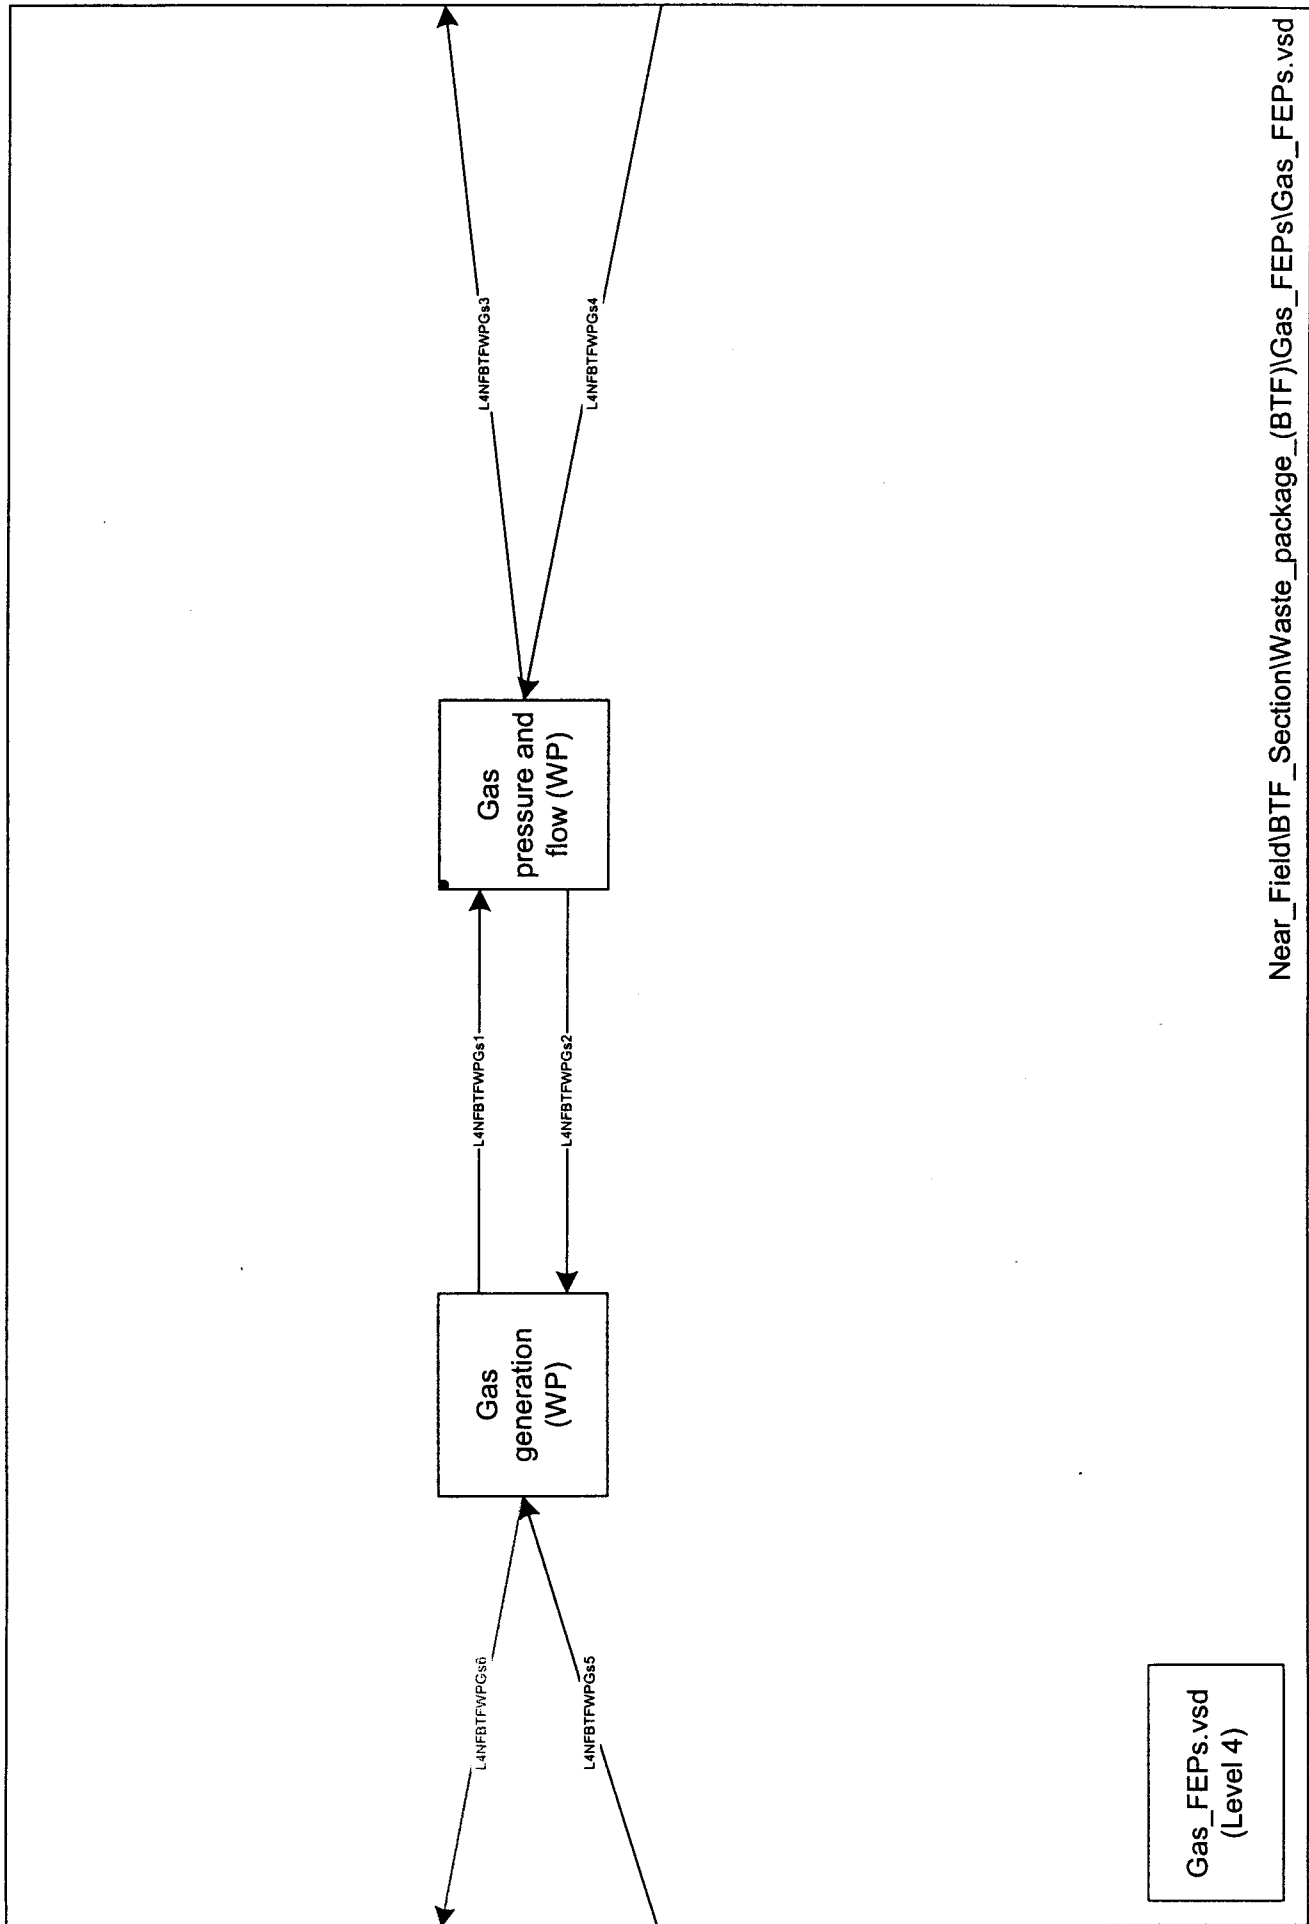 L4NFBTFWPGs6
L4NFBTFWPGs5
Gas
generation
(WP)
L4NFBTFWPGs1
L4NFBTFWPGs2
Gas
pressure and
flow (WP)
L4NFBTFWPGs3
L4NFBTFWPGs4
Gas_FEPs.vsd
(Level 4)
Near_Field\BTF_Section\Waste_package_(BTF)\Gas_FEPs\Gas_FEPs.vsd